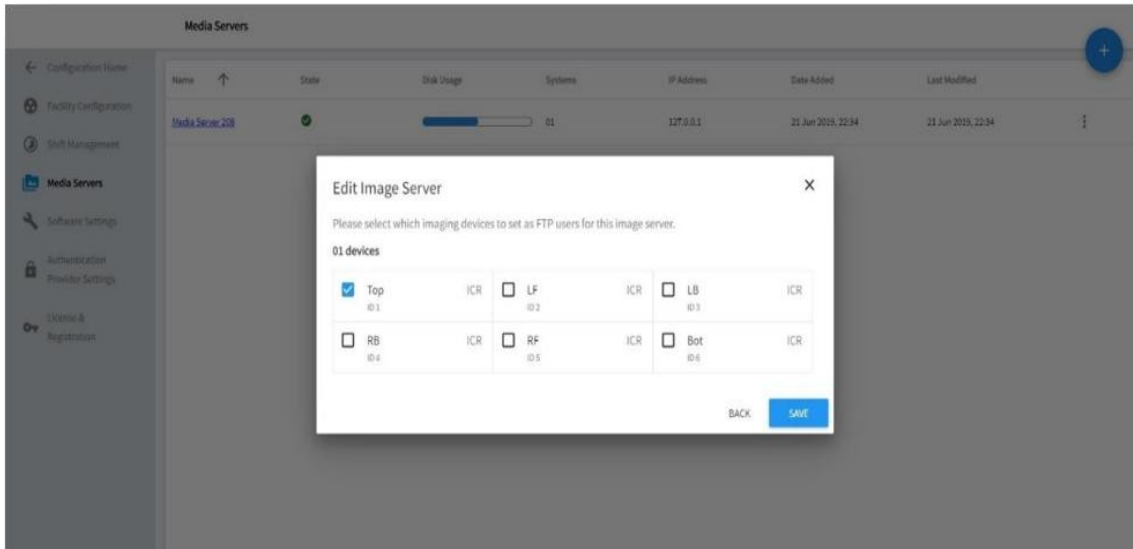 Media Servers
Configuration Home
Name State Disk Usage Systems IP Address Date Added Last Modified
Facility Configuration
Media Server 208 01 127.0.0.1 21 Jun 2019, 22:34 21 Jun 2019, 22:34
Shift Management
Media Servers
Software Settings
Authentication
Provider Settings
License &
Registration
Edit Image Server
Please select which imaging devices to set as FTP users for this image server.
01 devices
Top ICR LF ICR LB ICR
ID 1 ID 2 ID 3
RB ICR RF ICR Bot ICR
ID 4 ID 5 ID 6
BACK SAVE